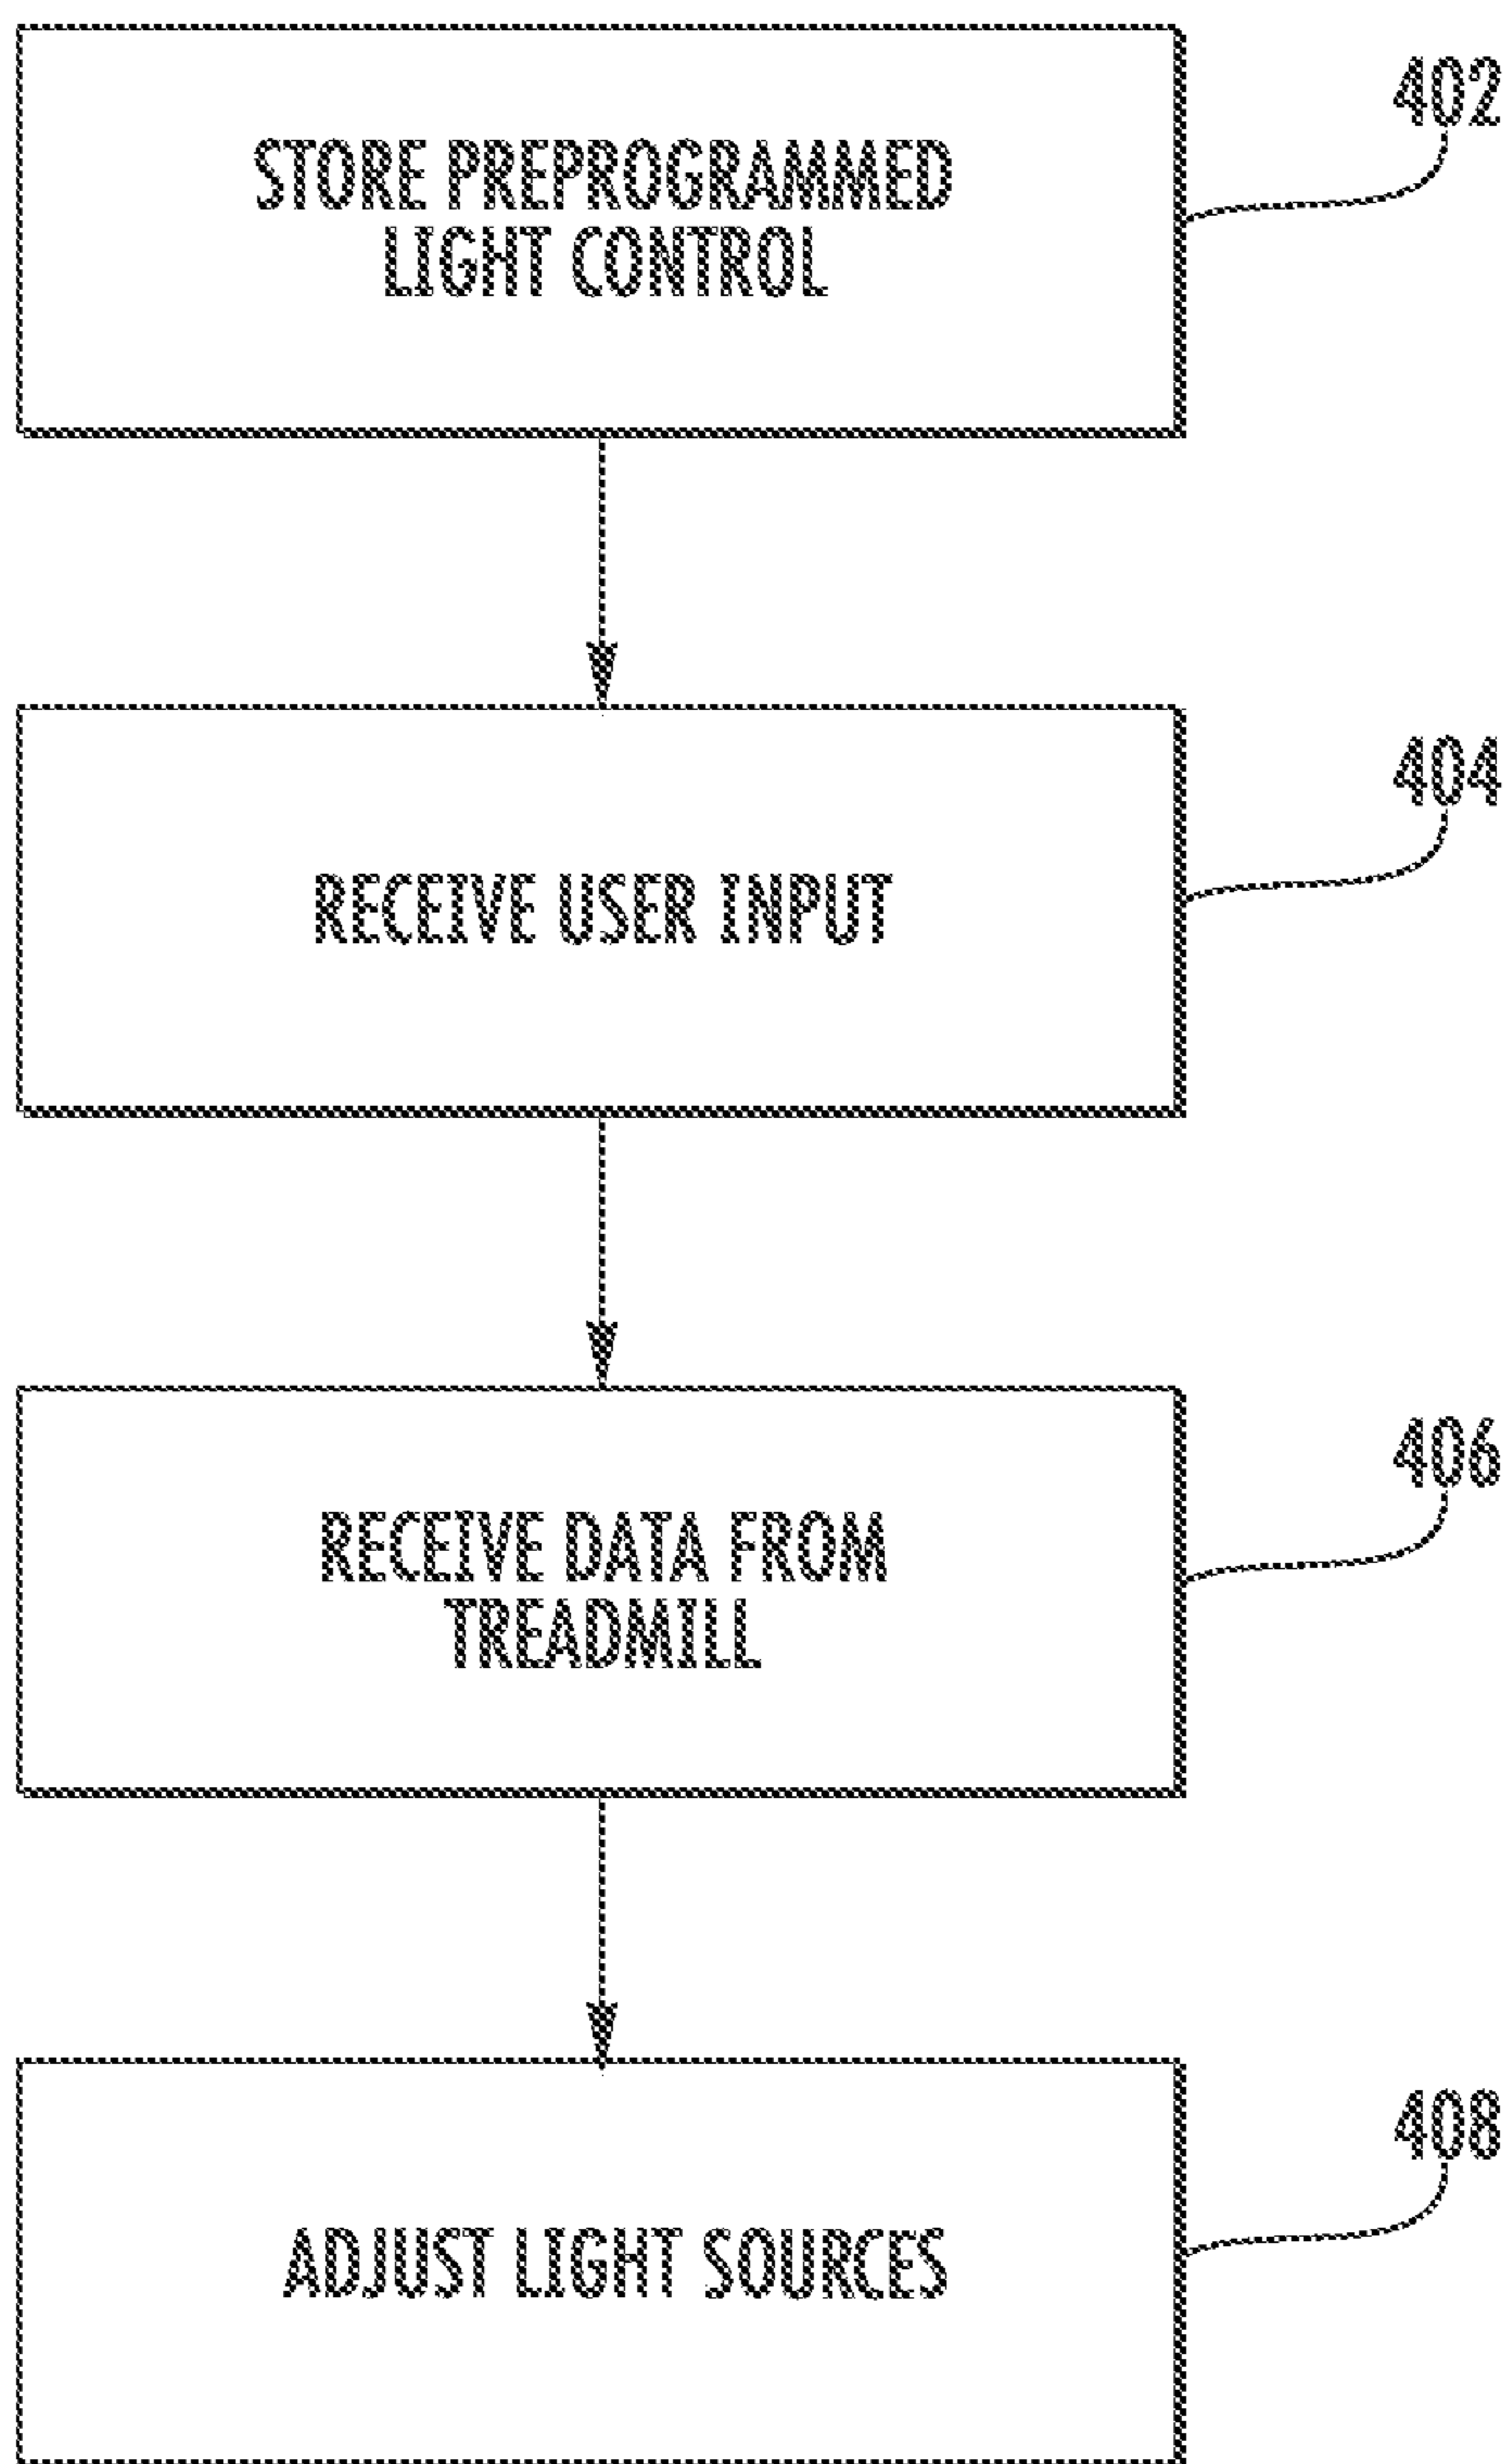 402
STORE PREPROGRAMMED
LIGHT CONTROL
404
RECEIVE USER INPUT
406
RECEIVE DATA FROM
TREADMILL
408
ADJUST LIGHT SOURCES